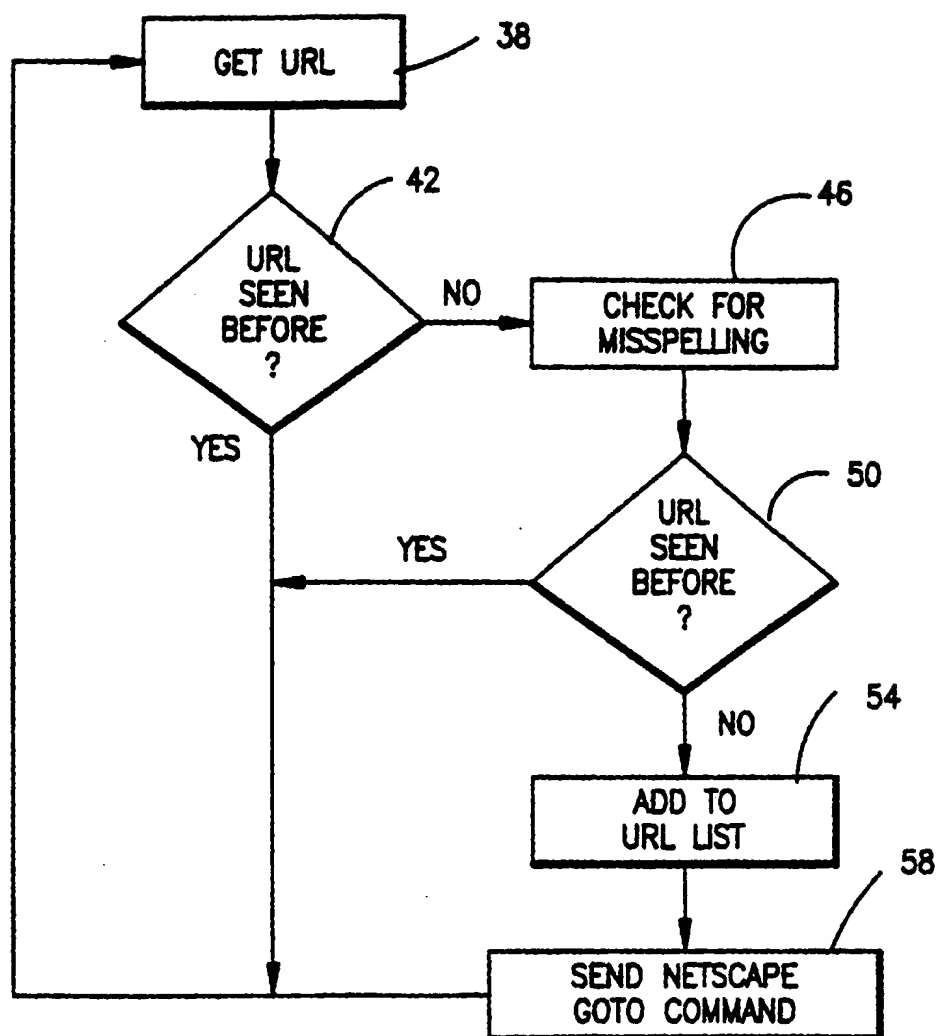 GET URL
38
42
URL
SEEN
BEFORE
?
NO
YES
46
CHECK FOR
MISSPELLING
50
URL
SEEN
BEFORE
?
YES
NO
54
ADD TO
URL LIST
58
SEND NETSCAPE
GOTO COMMAND